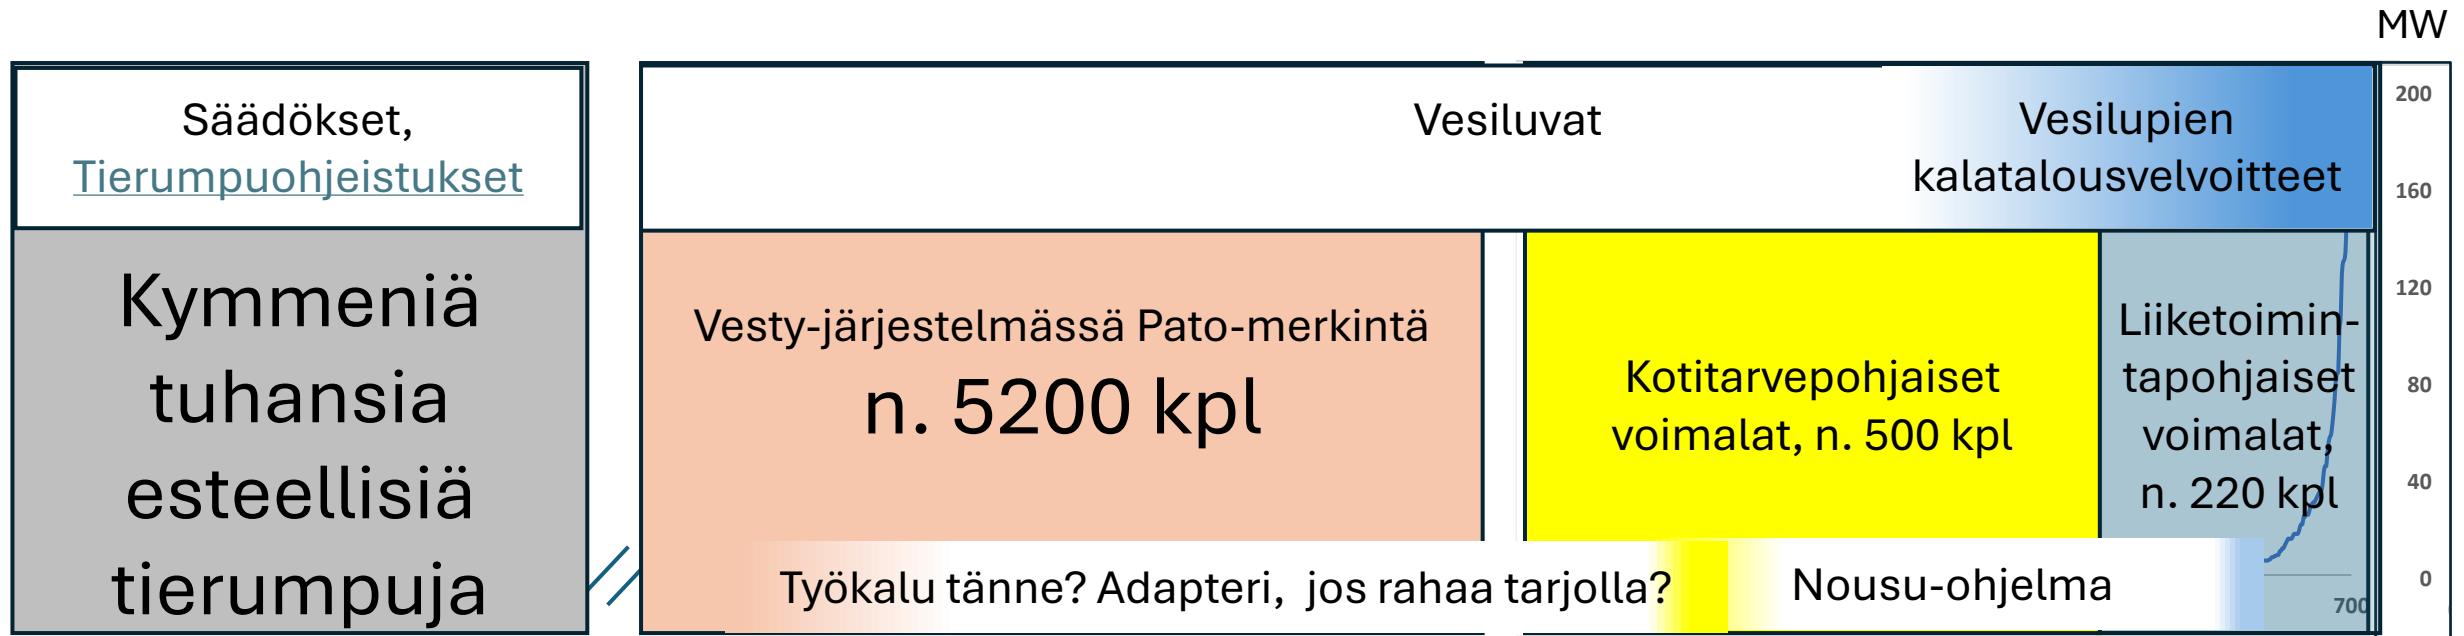 MW
Säädökset,
Tierumpuohjeistukset
Kymmeniä
tuhansia
esteellisiä
tierumpuja
Vesiluvat
Vesilupien
kalatalousvelvoitteet
Vesty-järjestelmässä Pato-merkintä
n. 5200 kpl
Kotitarvepohjaiset
voimalat, n. 500 kpl
Liiketoimin-
tapohjaiset
voimalat,
n. 220 kpl
Työkalu tänne? Adapteri, jos rahaa tarjolla?
Nousu-ohjelma
200
160
120
80
40
0
700